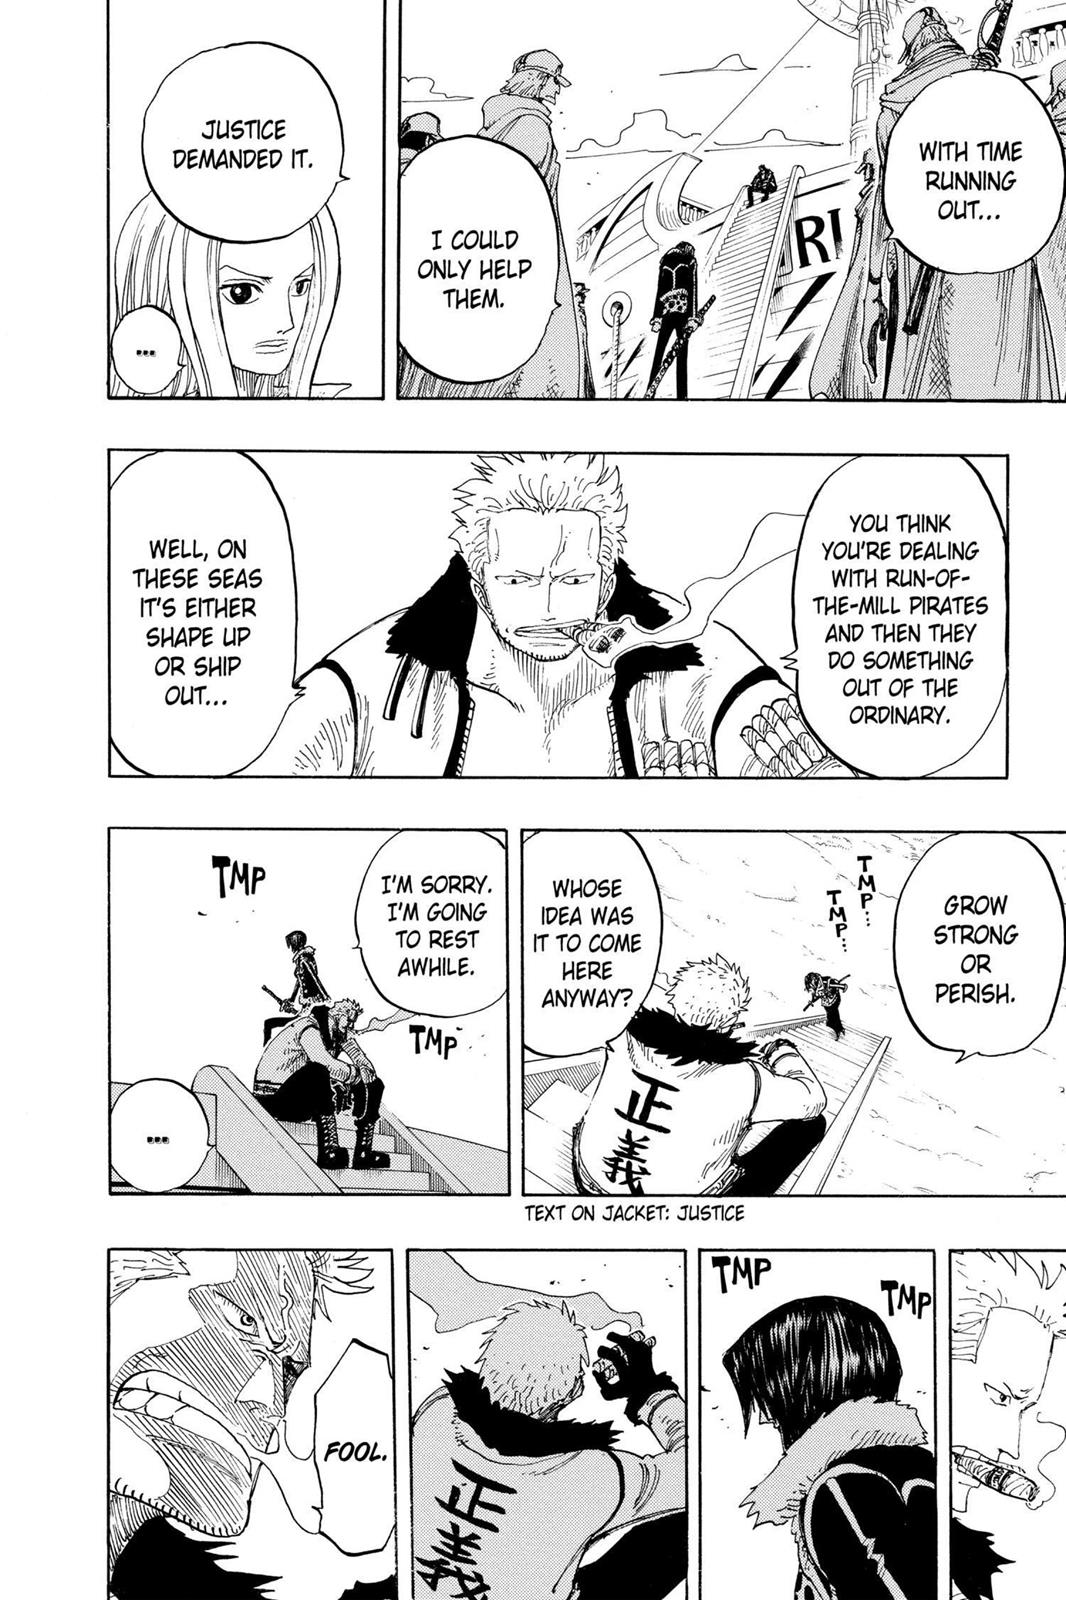 WITH TIME
RUNNING
OUT...
RI
I COULD
ONLY HELP
THEM.
JUSTICE
DEMANDED IT.
...
YOU THINK
YOU'RE DEALING
WITH RUN-OF-
THE-MILL PIRATES
AND THEN THEY
DO SOMETHING
OUT OF THE
ORDINARY.
WELL, ON
THESE SEAS
IT'S EITHER
SHAPE UP
OR SHIP
OUT...
GROW
STRONG
OR
PERISH.
TMP...
TMP...
WHOSE
IDEA WAS
IT TO COME
HERE
ANYWAY?
正義
TEXT ON JACKET: JUSTICE
I'M SORRY.
I'M GOING
TO REST
AWHILE.
TMP
TMP
...
TMP
TMP
正義
FOOL.